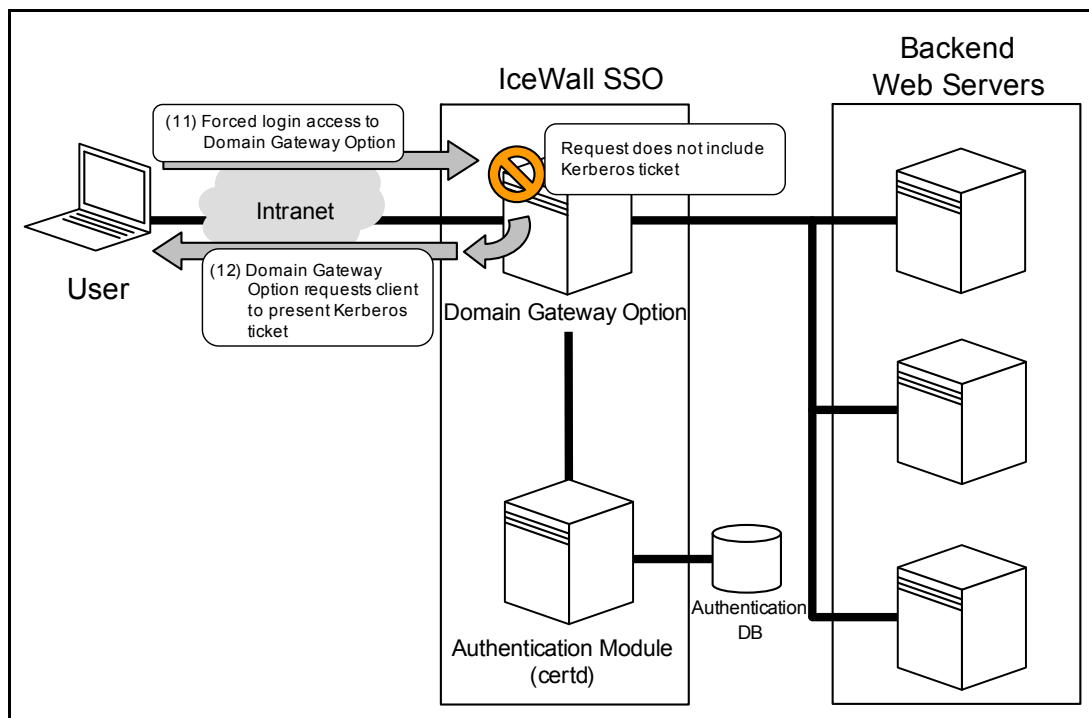 Backend
Web Servers
IceWall SSO
(11) Forced login access to
Domain Gateway Option
Request does not include
Kerberos ticket
Intranet
User
(12) Domain Gateway
Option requests client
to present Kerberos
ticket
Domain Gateway Option
Authentication
DB
Authentication Module
(certd)